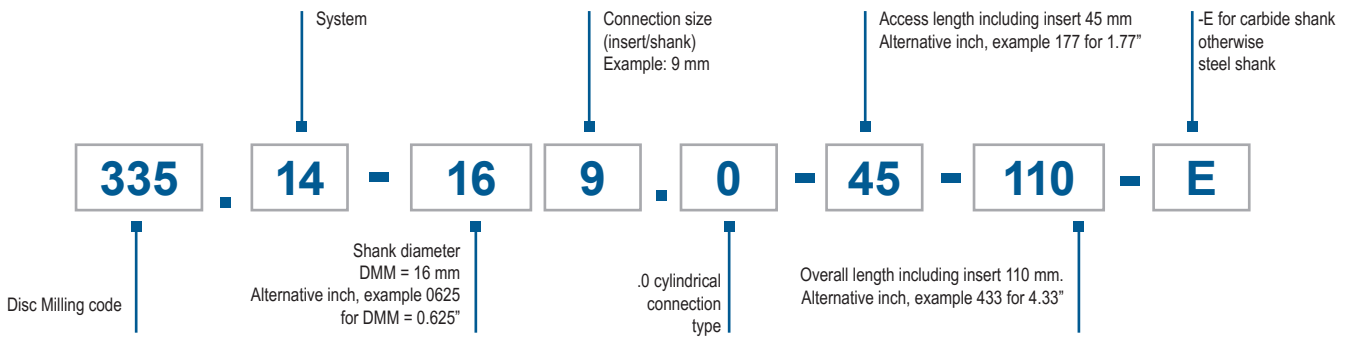 System
Connection size
(insert/shank)
Example: 9 mm
Access length including insert 45 mm
Alternative inch, example 177 for 1.77”
-E for carbide shank
otherwise
steel shank
335 . 14 - 16 9 . 0 - 45 - 110 - E
Disc Milling code
Shank diameter
DMM = 16 mm
Alternative inch, example 0625
for DMM = 0.625”
.0 cylindrical
connection
type
Overall length including insert 110 mm.
Alternative inch, example 433 for 4.33”